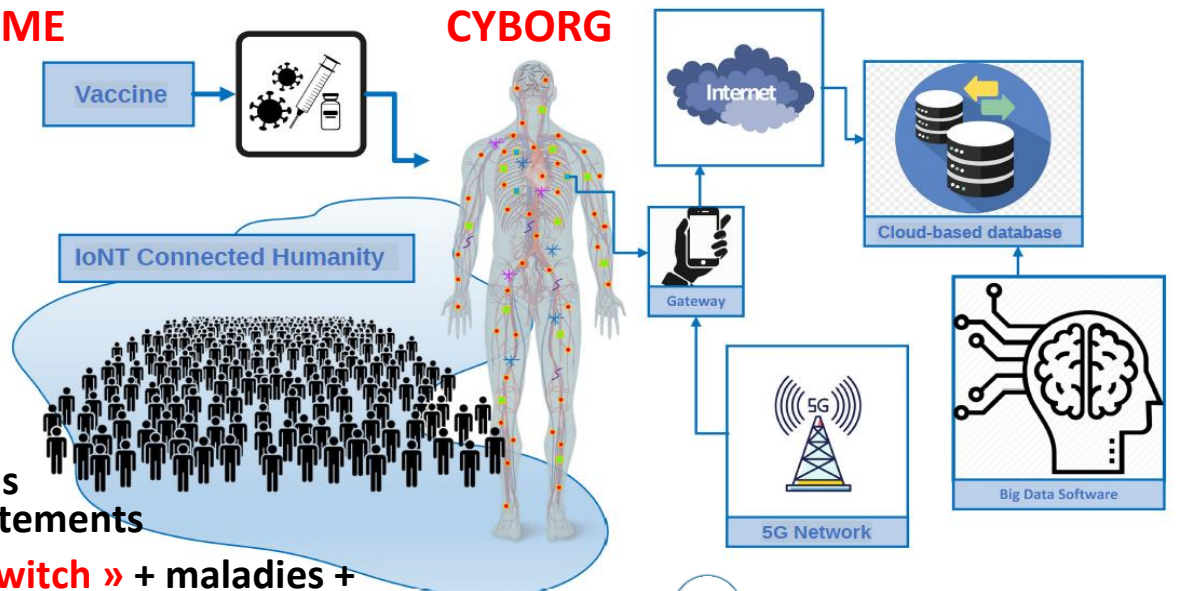 ME
CYBORG
Vaccine
Internet
IoNT Connected Humanity
Cloud-based database
Gateway
5G
s
tements
witch » + maladies +
5G Network
Big Data Software